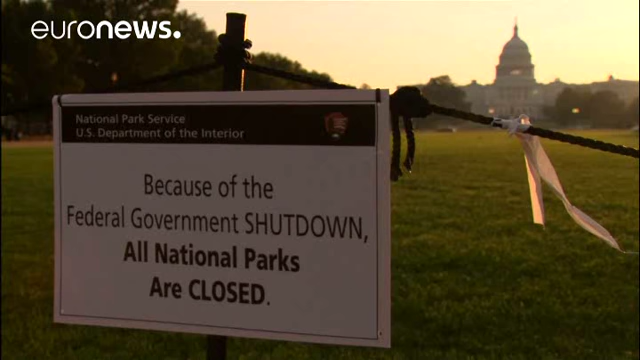 euronews.
National Park Service
U.S. Department of the Interior
Because of the
Federal Government SHUTDOWN,
All National Parks
Are CLOSED.